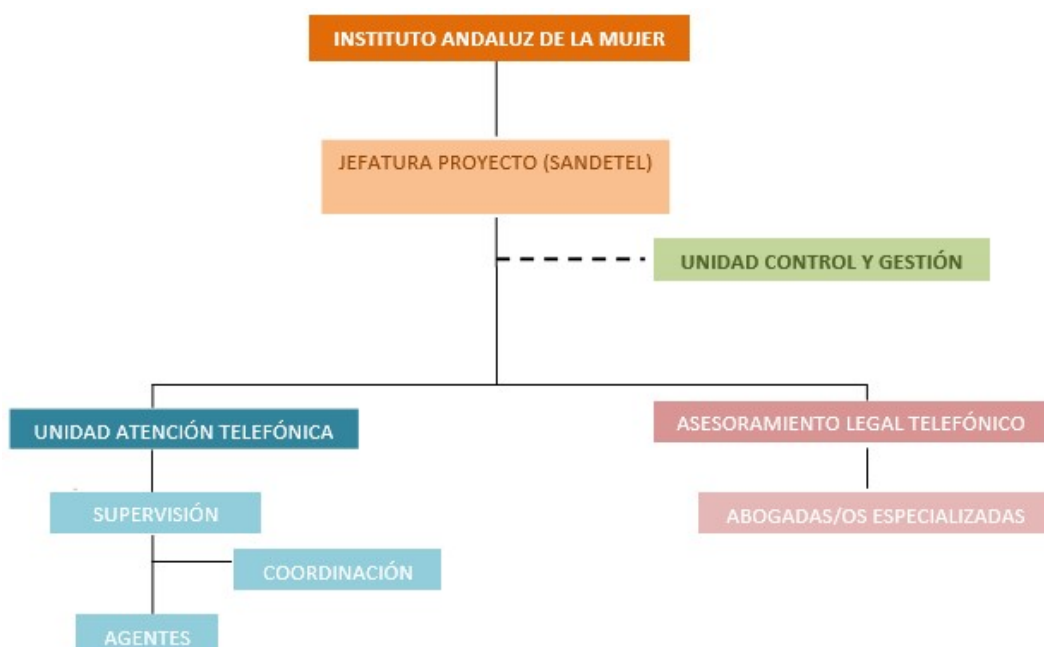 INSTITUTO ANDALUZ DE LA MUJER
JEFATURA PROYECTO (SANDETEL)
UNIDAD CONTROL Y GESTIÓN
UNIDAD ATENCIÓN TELEFÓNICA
ASESORAMIENTO LEGAL TELEFÓNICO
SUPERVISIÓN
ABOGADAS/OS ESPECIALIZADAS
COORDINACIÓN
AGENTES